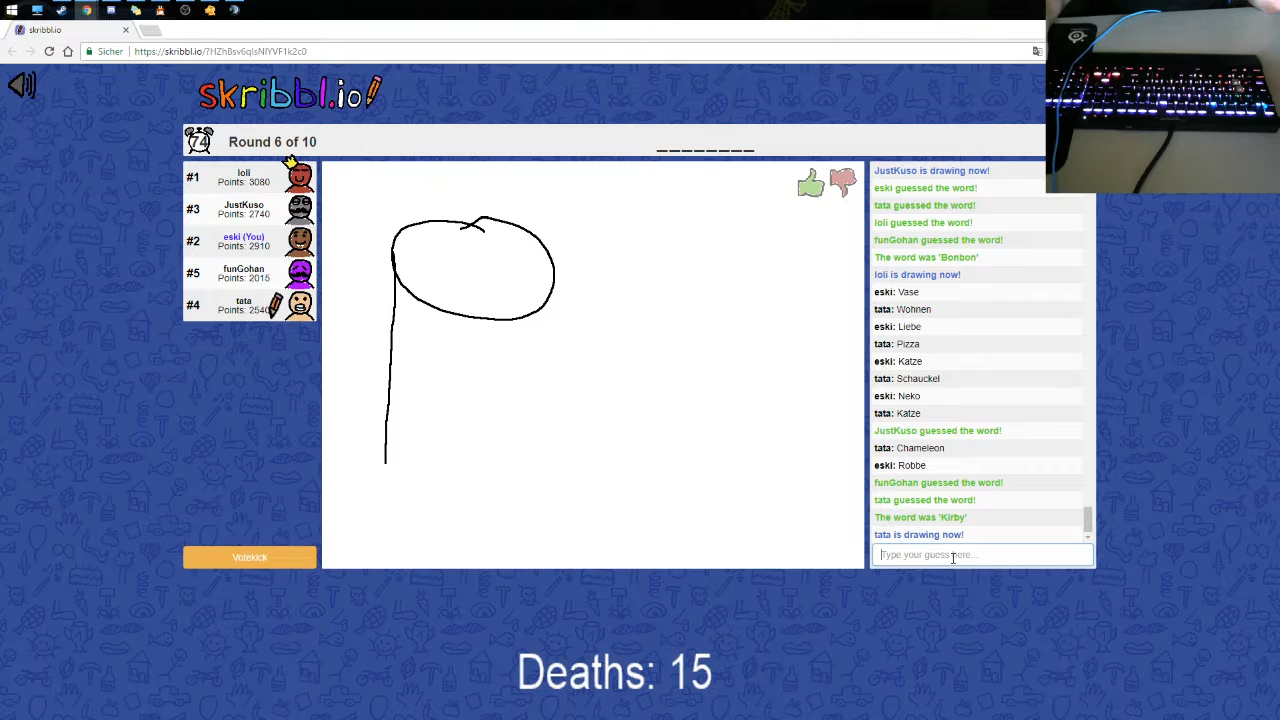 skribbl.io
Sicher
https://skribbl.io/?HZhBsv6qIsNIYVF1k2c0
skribbl.io
74
Round 6 of 10
________
#1
loli
Points: 3080
#3
JustKuso
Points: 2740
#2
eski (You)
Points: 2910
#5
funGohan
Points: 2015
#4
tata
Points: 2540
Votekick
JustKuso is drawing now!
eski guessed the word!
tata guessed the word!
loli guessed the word!
funGohan guessed the word!
The word was 'Bonbon'
loli is drawing now!
eski: Vase
tata: Wohnen
eski: Liebe
tata: Pizza
eski: Katze
tata: Schauckel
eski: Neko
tata: Katze
JustKuso guessed the word!
tata: Chameleon
eski: Robbe
funGohan guessed the word!
tata guessed the word!
The word was 'Kirby'
tata is drawing now!
Type your guess here...
Deaths: 15